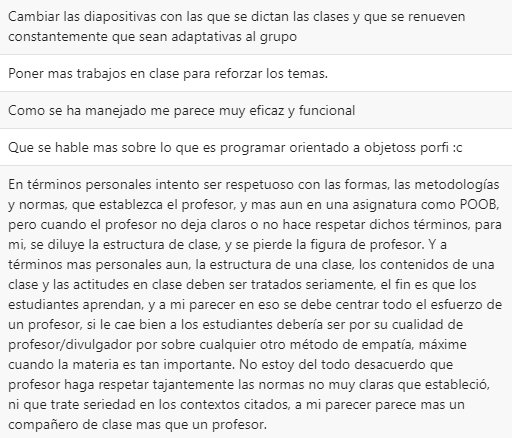 Cambiar las diapositivas con las que se dictan las clases y que se renueven
constantemente que sean adaptativas al grupo
Poner mas trabajos en clase para reforzar los temas.
Como se ha manejado me parece muy eficaz y funcional
Que se hable mas sobre lo que es programar orientado a objetoss porfi :c
En términos personales intento ser respetuoso con las formas, las metodologías
y normas, que establezca el profesor, y mas aun en una asignatura como POOB,
pero cuando el profesor no deja claros o no hace respetar dichos términos, para
mi, se diluye la estructura de clase, y se pierde la figura de profesor. Y a
términos mas personales aun, la estructura de una clase, los contenidos de una
clase y las actitudes en clase deben ser tratados seriamente, el fin es que los
estudiantes aprendan, y a mi parecer en eso se debe centrar todo el esfuerzo de
un profesor, si le cae bien a los estudiantes debería ser por su cualidad de
profesor/divulgador por sobre cualquier otro método de empatía, máxime
cuando la materia es tan importante. No estoy del todo desacuerdo que
profesor haga respetar tajantemente las normas no muy claras que estableció,
ni que trate seriedad en los contextos citados, a mi parecer parece mas un
compañero de clase mas que un profesor.